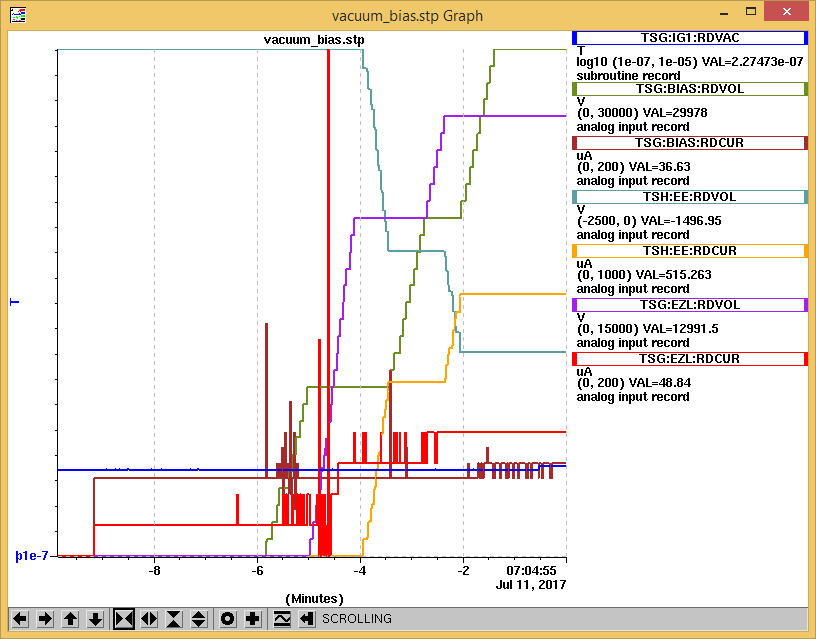 vacuum_bias.stp Graph
vacuum_bias.stp
TSG:IG1:RDVAC
T
log10 (1e-07, 1e-05) VAL=2.27473e-07
subroutine record
TSG:BIAS:RDVOL
V
(0, 30000) VAL=29978
analog input record
TSG:BIAS:RDCUR
uA
(0, 200) VAL=36.63
analog input record
TSH:EE:RDVOL
V
(-2500, 0) VAL=-1496.95
analog input record
TSH:EE:RDCUR
uA
(0, 1000) VAL=515.263
analog input record
TSG:EZL:RDVOL
V
(0, 15000) VAL=12991.5
analog input record
TSG:EZL:RDCUR
uA
(0, 200) VAL=48.84
analog input record
T
1e-7
-8 -6 -4 -2 07:04:55
Jul 11, 2017
(Minutes)
SCROLLING